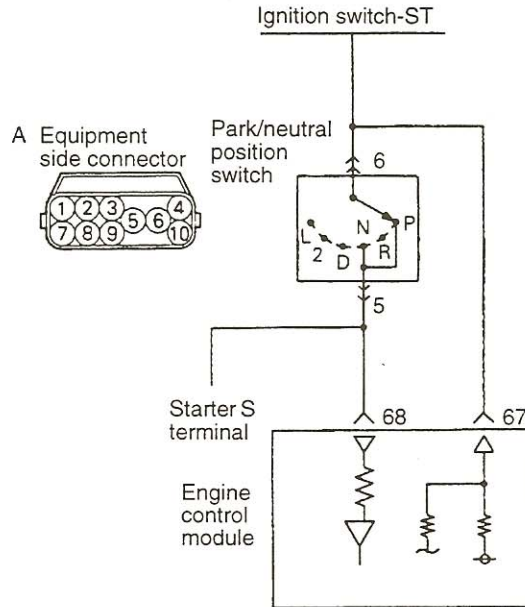 Ignition switch-ST
A Equipment
side connector
1 2 3 5 6 4
7 8 9 10
Park/neutral
position
switch
6
L 2 D N R P
5
Starter S
terminal
68
67
Engine
control
module